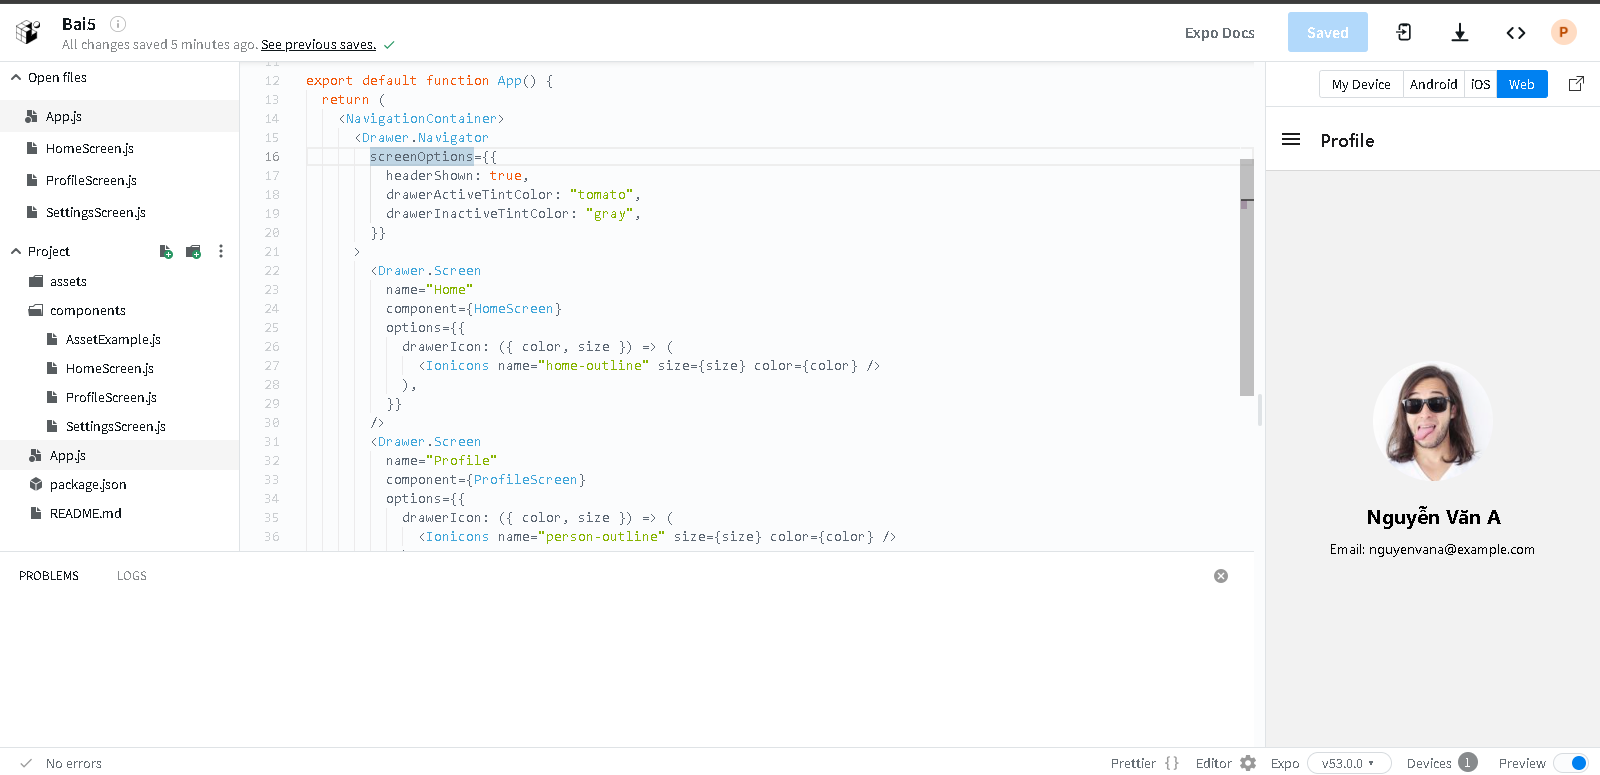 Bai5
All changes saved 5 minutes ago. See previous saves.
Expo Docs
Saved
P
Open files
App.js
HomeScreen.js
ProfileScreen.js
SettingsScreen.js
Project
assets
components
AssetExample.js
HomeScreen.js
ProfileScreen.js
SettingsScreen.js
App.js
package.json
README.md
11
12 export default function App() {
13 return (
14 <NavigationContainer>
15 <Drawer.Navigator
16 screenOptions={{
17 headerShown: true,
18 drawerActiveTintColor: "tomato",
19 drawerInactiveTintColor: "gray",
20 }}
21 >
22 <Drawer.Screen
23 name="Home"
24 component={HomeScreen}
25 options={{
26 drawerIcon: ({ color, size }) => (
27 <Ionicons name="home-outline" size={size} color={color} />
28 ),
29 }}
30 />
31 <Drawer.Screen
32 name="Profile"
33 component={ProfileScreen}
34 options={{
35 drawerIcon: ({ color, size }) => (
36 <Ionicons name="person-outline" size={size} color={color} />
My Device Android iOS Web
Profile
Nguyễn Văn A
Email: nguyenvana@example.com
PROBLEMS LOGS
No errors
Prettier {} Editor Expo v53.0.0 Devices 1 Preview